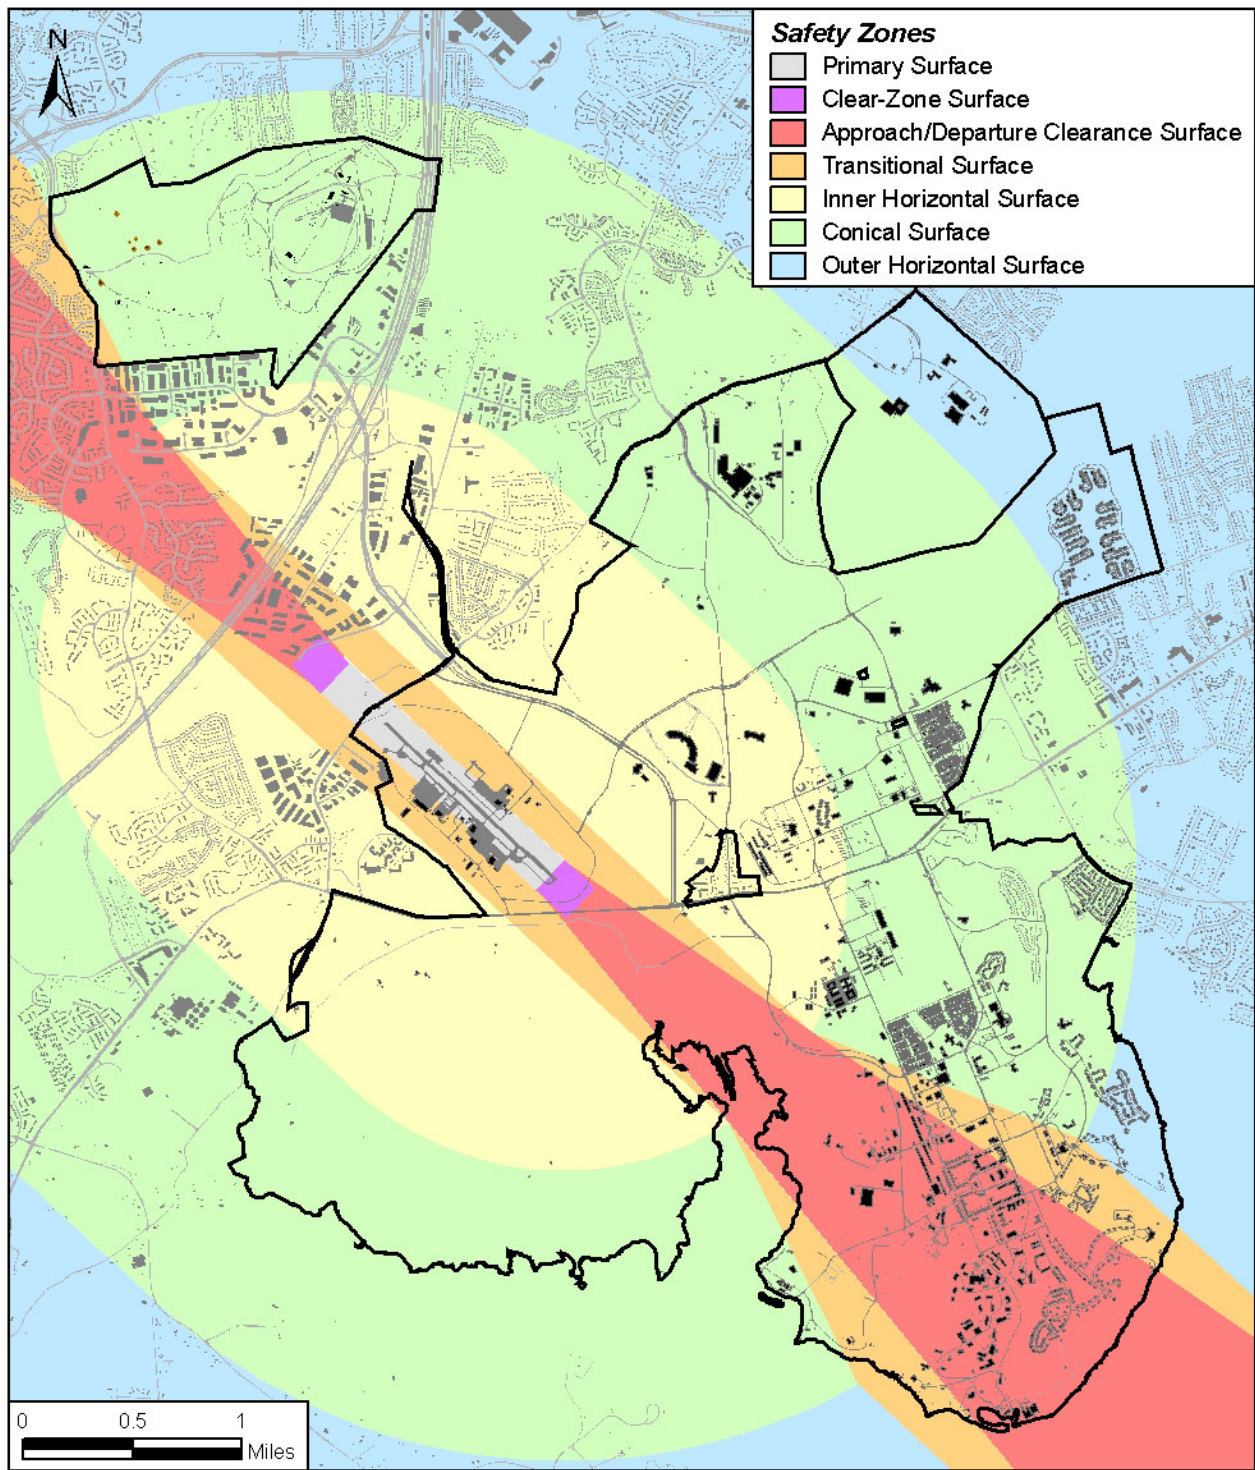 N
Safety Zones
Primary Surface
Clear-Zone Surface
Approach/Departure Clearance Surface
Transitional Surface
Inner Horizontal Surface
Conical Surface
Outer Horizontal Surface
0 0.5 1
Miles